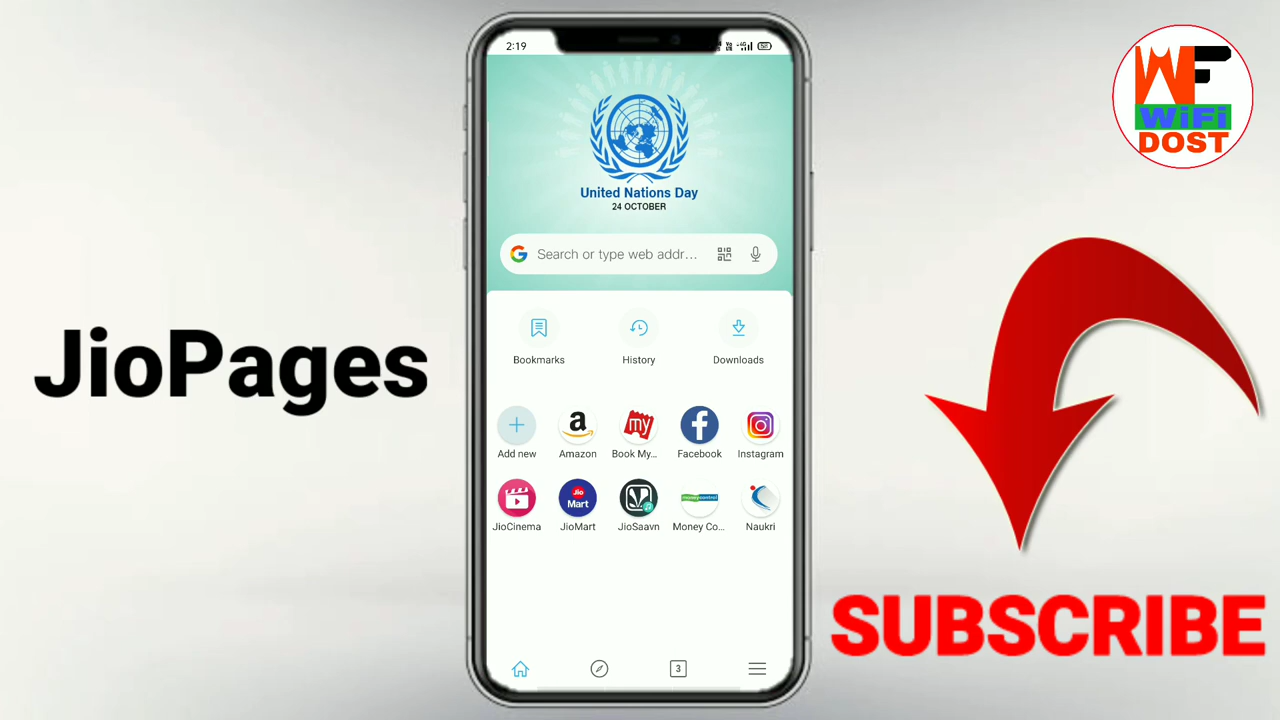 2:19
WF
WiFi
DOST
United Nations Day
24 OCTOBER
Search or type web addr...
JioPages
Bookmarks History Downloads
Add new Amazon Book My... Facebook Instagram
JioCinema JioMart JioSaavn Money Co... Naukri
SUBSCRIBE
3